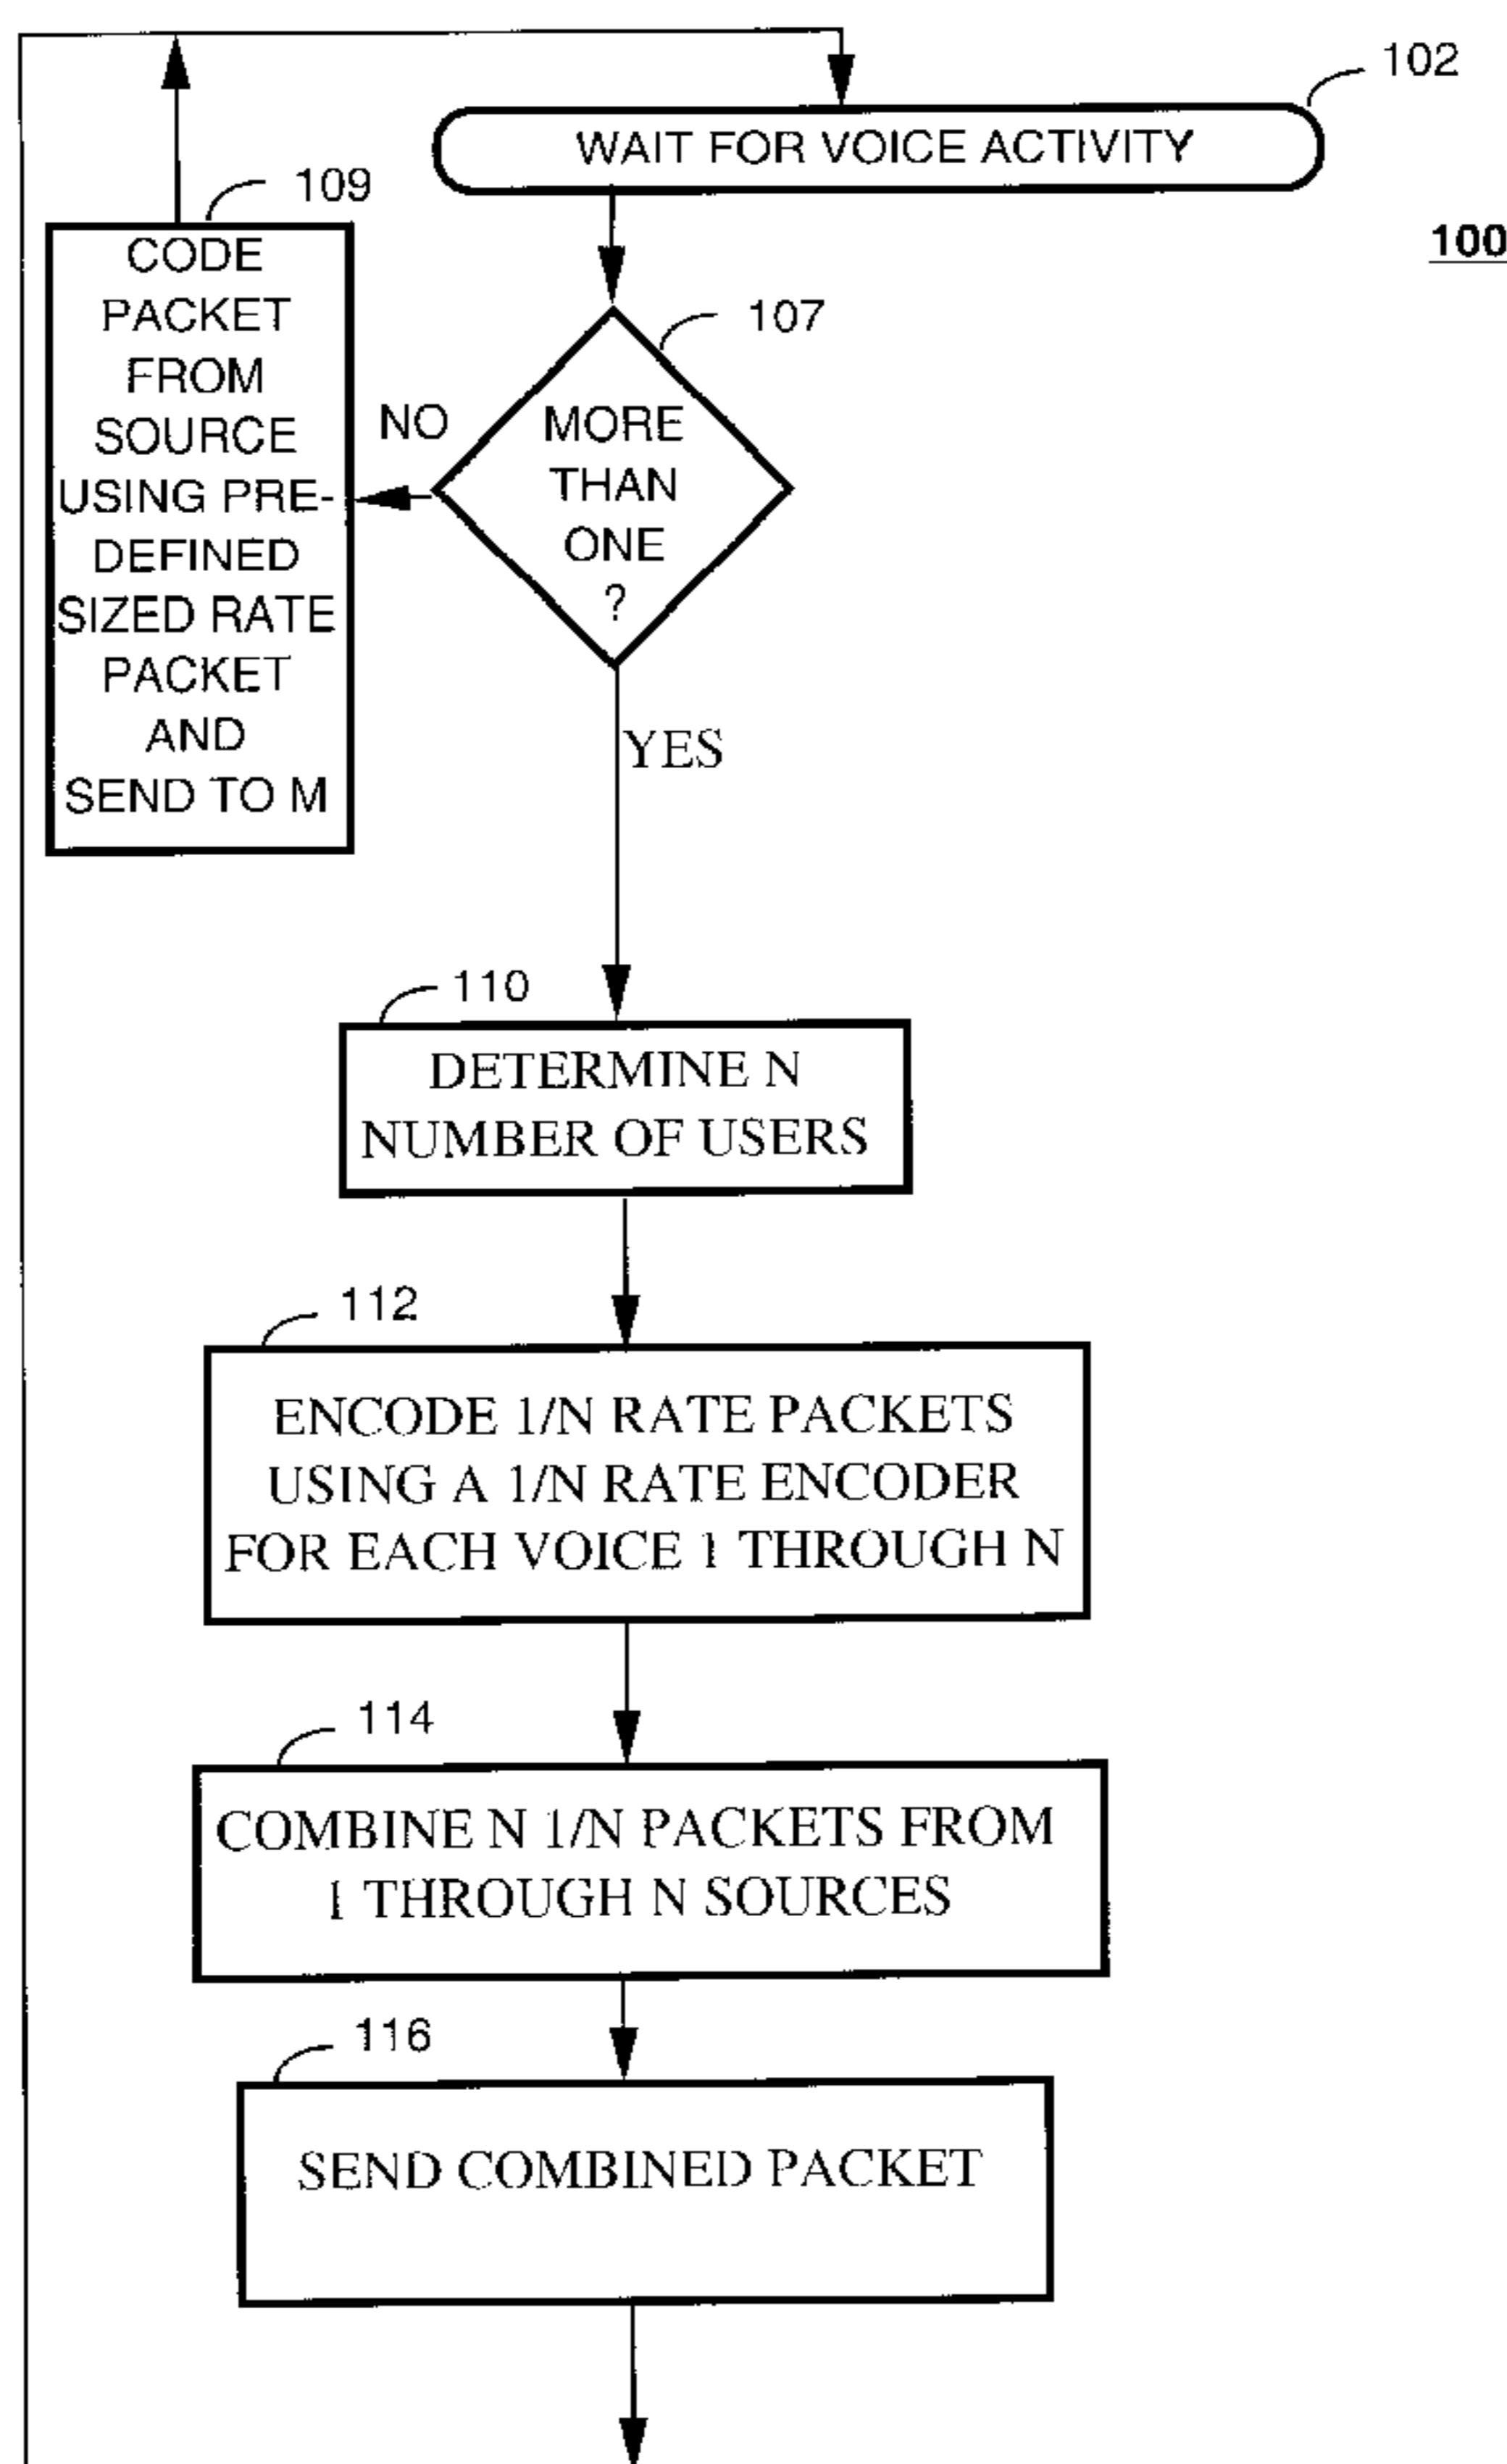 102
WAIT FOR VOICE ACTIVITY
100
109
CODE
PACKET
FROM
SOURCE
USING PRE-
DEFINED
SIZED RATE
PACKET
AND
SEND TO M
107
NO
MORE
THAN
ONE
?
YES
110
DETERMINE N
NUMBER OF USERS
112
ENCODE 1/N RATE PACKETS
USING A 1/N RATE ENCODER
FOR EACH VOICE 1 THROUGH N
114
COMBINE N 1/N PACKETS FROM
1 THROUGH N SOURCES
116
SEND COMBINED PACKET